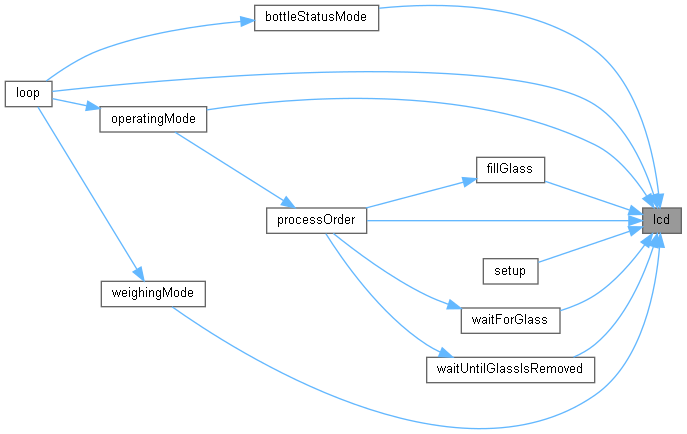 bottleStatusMode
loop
operatingMode
fillGlass
processOrder
lcd
setup
weighingMode
waitForGlass
waitUntilGlassIsRemoved